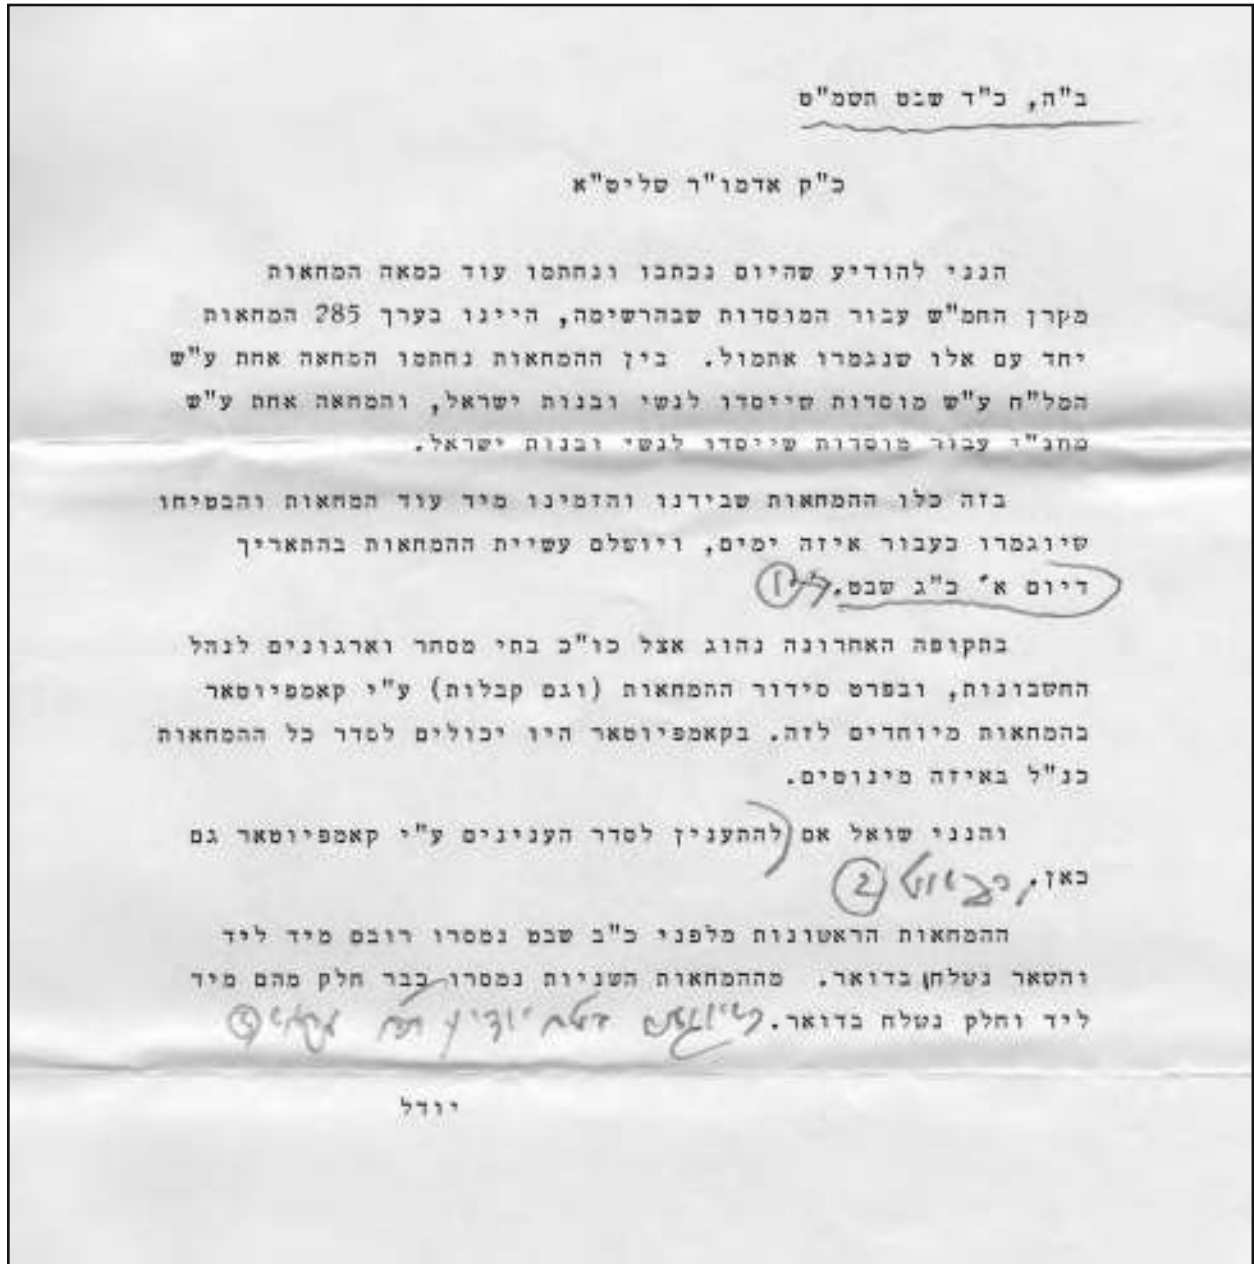 ב"ה, כ"ד שבט תשמ"ט
כ"ק אדמו"ר שליט"א
הנני להודיע שהיום נכתבו ונחתמו עוד כמאה המחאות
מקרן החמ"ש עבור המוסדות שבהרשימה, היינו בערך 285 המחאות
יחד עם אלו שנגמרו אתמול. בין ההמחאות נחתמו המחאה אחת ע"ש
המל"ח ע"ש מוסדות שייסדו לנשי ובנות ישראל, והמחאה אחת ע"ש
מחנ"י עבור מוסדות שייסדו לנשי ובנות ישראל.
בזה כלו ההמחאות שבידנו והזמינו מיד עוד המחאות והבטיחו
שיוגמרו כעבור איזה ימים, ויושלם עשיית ההמחאות בהתאריך
דיום א' כ"ג שבט. 1
בתקופה האחרונה נהוג אצל כו"כ בתי מסחר וארגונים לנהל
החשבונות, ובפרט סידור ההמחאות (וגם קבלות) ע"י קאמפיוטאר
בהמחאות מיוחדים לזה. בקאמפיוטאר היו יכולים לסדר כל ההמחאות
כנ"ל באיזה מינוטים.
והנני שואל אם להתענין לסדר הענינים ע"י קאמפיוטאר גם
כאן. 2
ההמחאות הראשונות מלפני כ"ב שבט נמסרו רובם מיד ליד
והשאר נשלחו בדואר. מההמחאות השניות נמסרו כבר חלק מהם מיד
ליד וחלק נשלח בדואר. 3
יודל